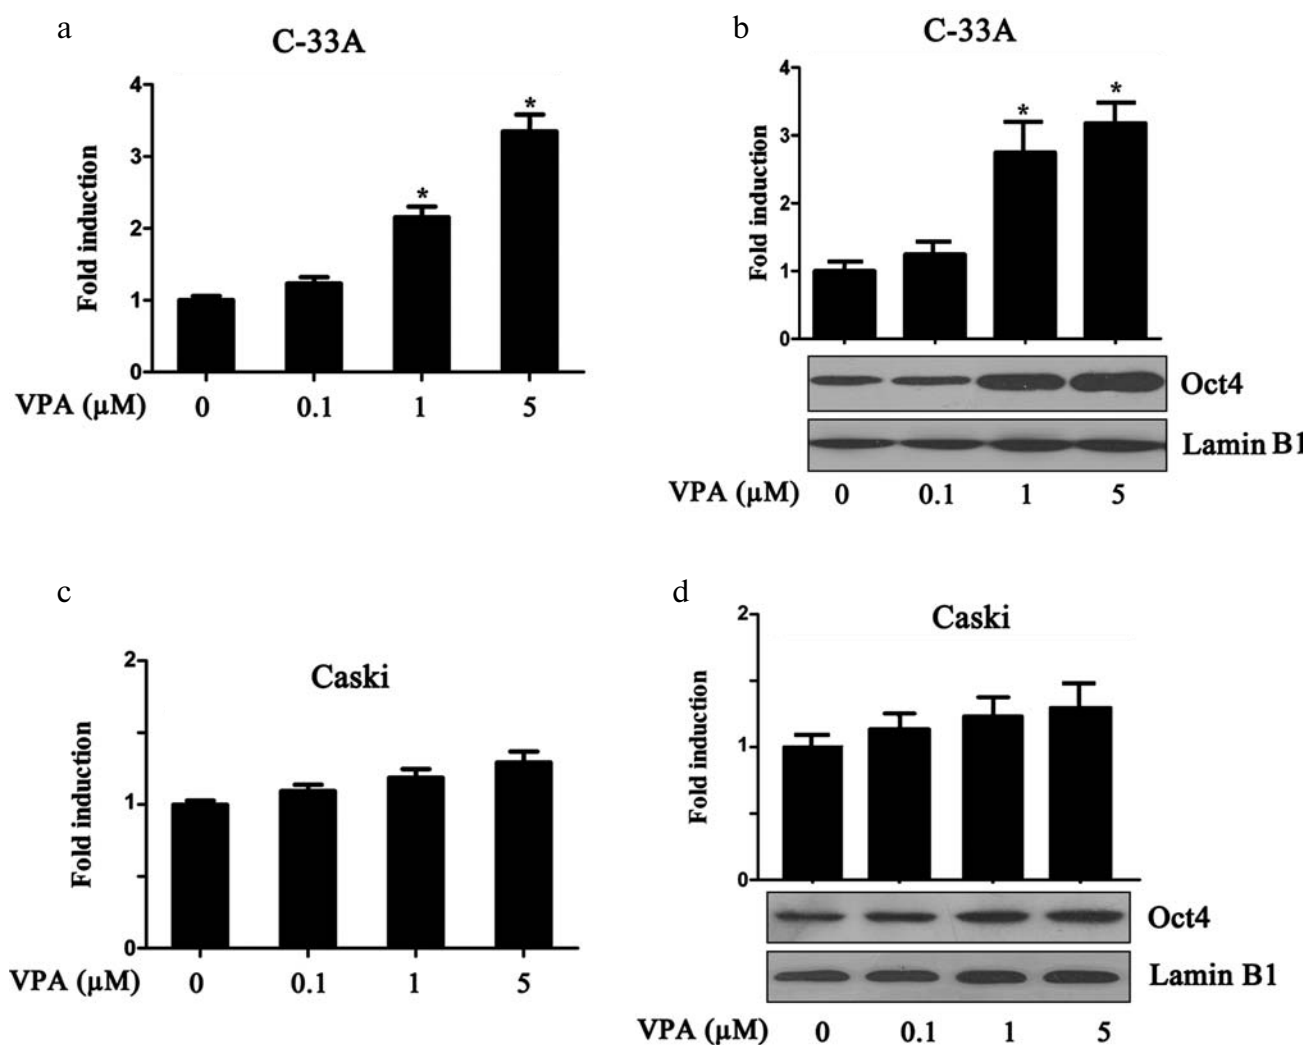 a
C-33A
Fold induction
4
3
2
1
0
* *
VPA (µM) 0 0.1 1 5
b
C-33A
Fold induction
4
3
2
1
0
* *
Oct4
Lamin B1
VPA (µM) 0 0.1 1 5
c
Caski
Fold induction
2
1
0
VPA (µM) 0 0.1 1 5
d
Caski
Fold induction
2
1
0
Oct4
Lamin B1
VPA (µM) 0 0.1 1 5